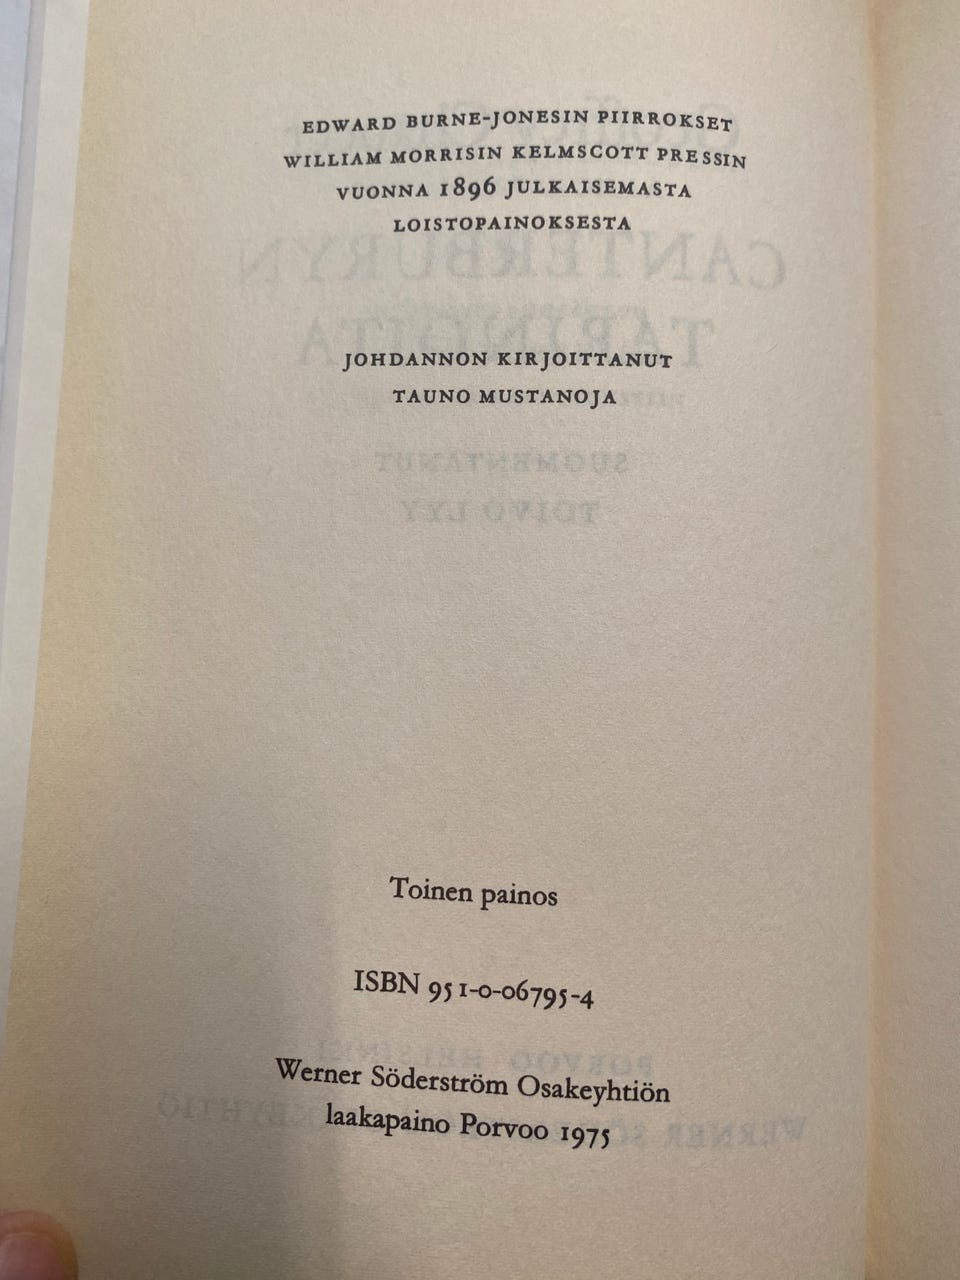 EDWARD BURNE-JONESIN PIIRROKSET
WILLIAM MORRISIN KELMSCOTT PRESSIN
VUONNA 1896 JULKAISEMASTA
LOISTOPAINOKSESTA
JOHDANNON KIRJOITTANUT
TAUNO MUSTANOJA
Toinen painos
ISBN 951-0-06795-4
Werner Söderström Osakeyhtiön
laakapaino Porvoo 1975